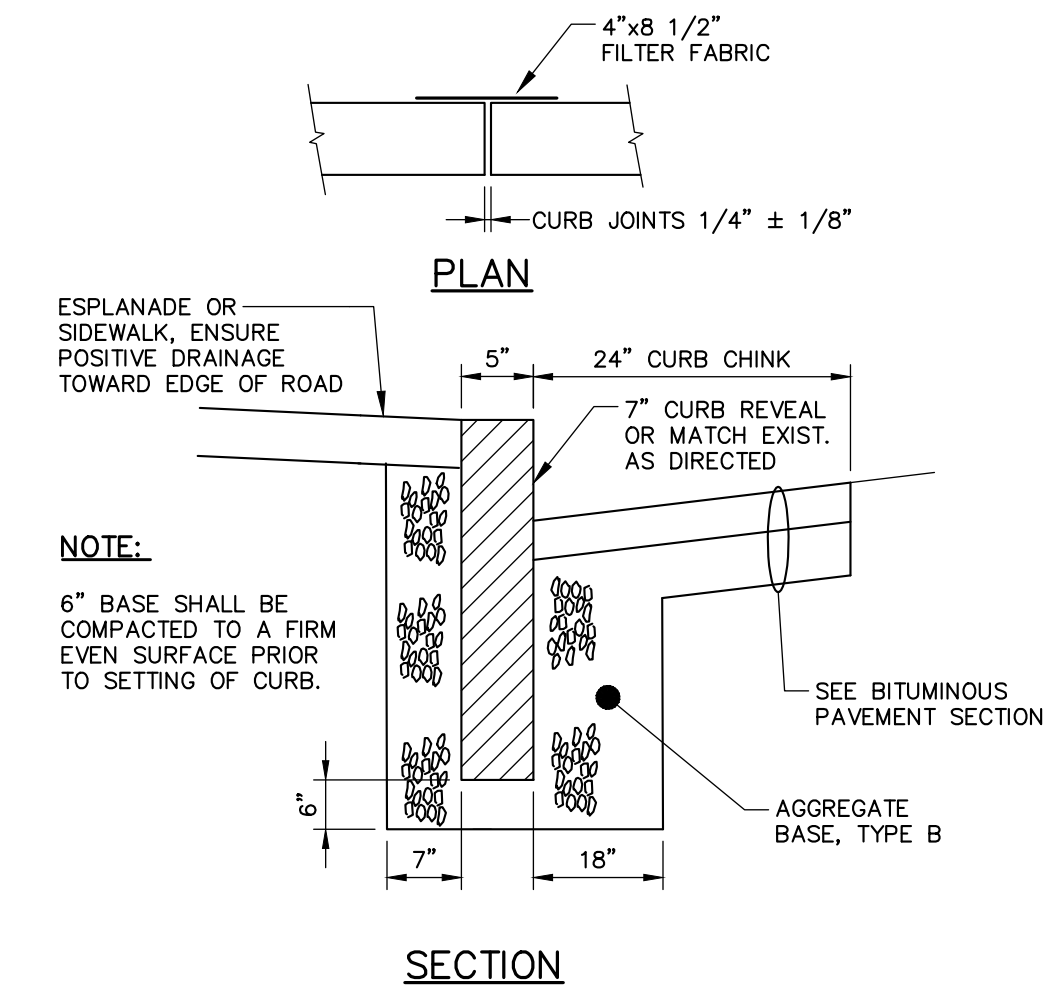 4”x8 1/2”
FILTER FABRIC
CURB JOINTS 1/4” ± 1/8”
PLAN
ESPLANADE OR
SIDEWALK, ENSURE
POSITIVE DRAINAGE
TOWARD EDGE OF ROAD
5”
24” CURB CHINK
7” CURB REVEAL
OR MATCH EXIST.
AS DIRECTED
NOTE:
6” BASE SHALL BE
COMPACTED TO A FIRM
EVEN SURFACE PRIOR
TO SETTING OF CURB.
SEE BITUMINOUS
PAVEMENT SECTION
6”
AGGREGATE
BASE, TYPE B
7”
18”
SECTION